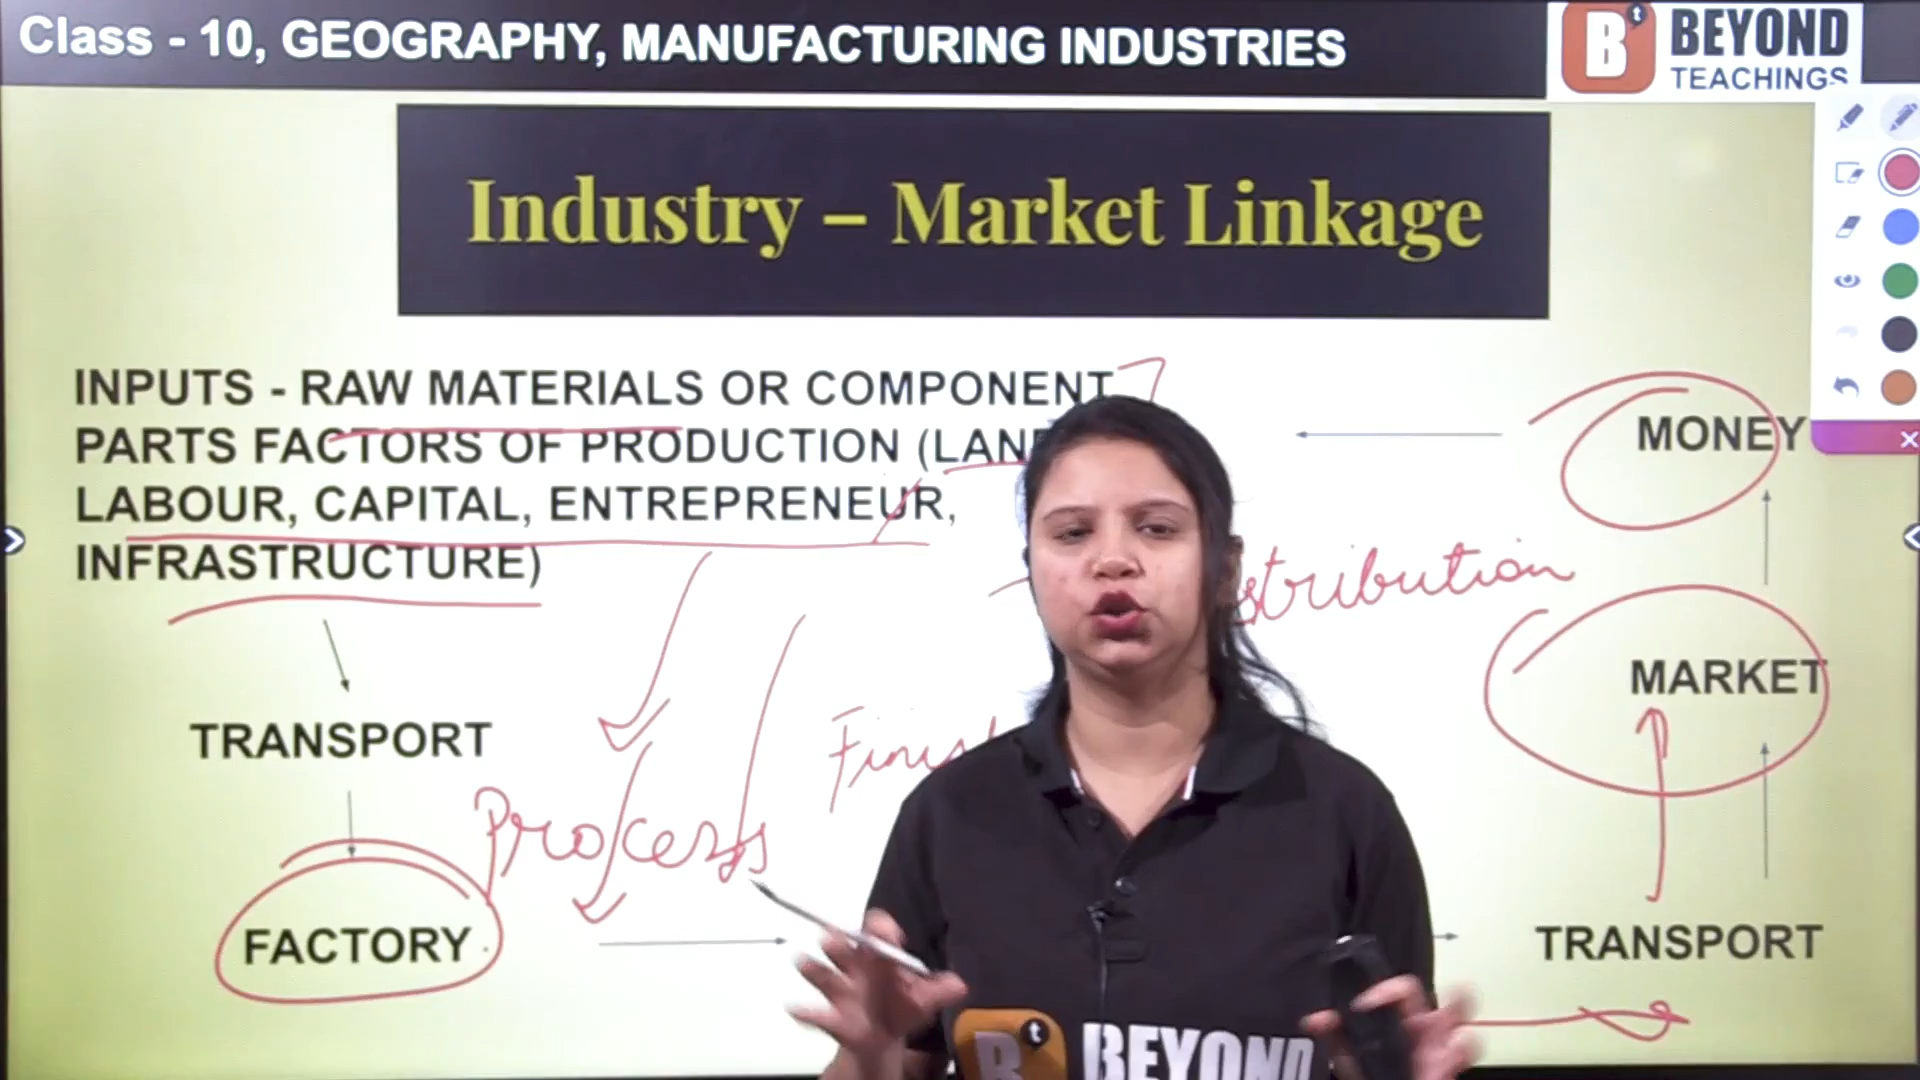 Class - 10, GEOGRAPHY, MANUFACTURING INDUSTRIES
B t BEYOND
TEACHINGS
Industry – Market Linkage
INPUTS - RAW MATERIALS OR COMPONENT
PARTS FACTORS OF PRODUCTION (LAN
LABOUR, CAPITAL, ENTREPRENEUR,
INFRASTRUCTURE)
MONEY
stribution
MARKET
TRANSPORT
Finis
Process
FACTORY
TRANSPORT
B t BEYOND